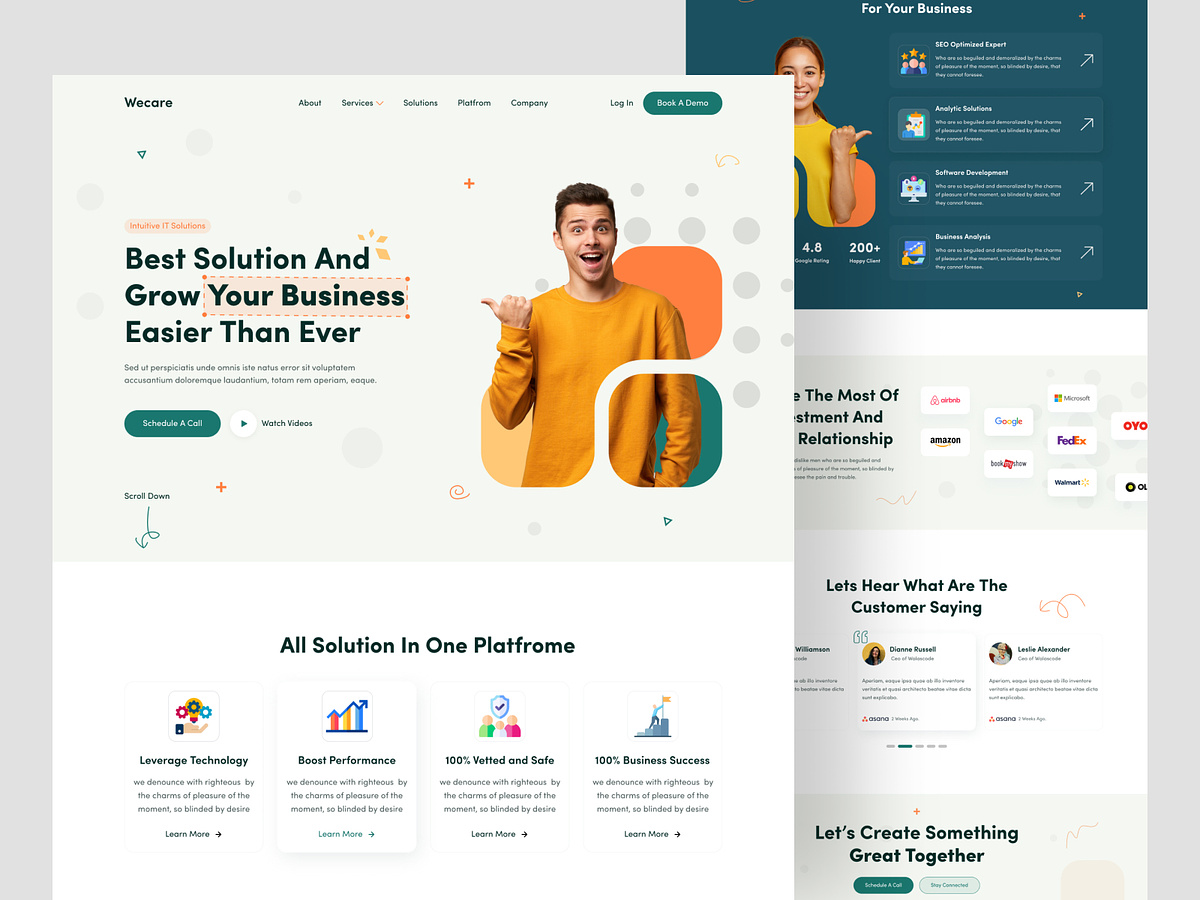 Wecare
About
Services
Solutions
Platfrom
Company
Log In
Book A Demo
Intuitive IT Solutions
Best Solution And
Grow Your Business
Easier Than Ever
Sed ut perspiciatis unde omnis iste natus error sit voluptatem
accusantium doloremque laudantium, totam rem aperiam, eaque.
Schedule A Call
Watch Videos
Scroll Down
All Solution In One Platfrome
Leverage Technology
we denounce with righteous by
the charms of pleasure of the
moment, so blinded by desire
Learn More
Boost Performance
we denounce with righteous by
the charms of pleasure of the
moment, so blinded by desire
Learn More
100% Vetted and Safe
we denounce with righteous by
the charms of pleasure of the
moment, so blinded by desire
Learn More
100% Business Success
we denounce with righteous by
the charms of pleasure of the
moment, so blinded by desire
Learn More
For Your Business
SEO Optimized Expert
Who are so beguiled and demoralized by the charms
of pleasure of the moment, so blinded by desire, that
they cannot foresee.
Analytic Solutions
Who are so beguiled and demoralized by the charms
of pleasure of the moment, so blinded by desire, that
they cannot foresee.
Software Development
Who are so beguiled and demoralized by the charms
of pleasure of the moment, so blinded by desire, that
they cannot foresee.
Business Analysis
Who are so beguiled and demoralized by the charms
of pleasure of the moment, so blinded by desire, that
they cannot foresee.
4.8
Google Rating
200+
Happy Client
e The Most Of
stment And
Relationship
dislike men who are so beguiled and
of pleasure of the moment, so blinded by
see the pain and trouble.
airbnb
amazon
Google
bookmyshow
Microsoft
FedEx
Walmart
OYO
OL
Lets Hear What Are The
Customer Saying
Williamson
code
as ab illo inventore
architecto beatae vitae dicta
Dianne Russell
Ceo of Walaxcode
Aperiam, eaque ipsa quae ab illo inventore
veritatis et quasi architecto beatae vitae dicta
sunt explicabo.
asana
2 Weeks Ago.
Leslie Alexander
Ceo of Walaxcode
Aperiam, eaque ipsa quae ab illo inventore
veritatis et quasi architecto beatae vitae dicta
sunt explicabo.
asana
2 Weeks Ago.
Let's Create Something
Great Together
Schedule A Call
Stay Connected